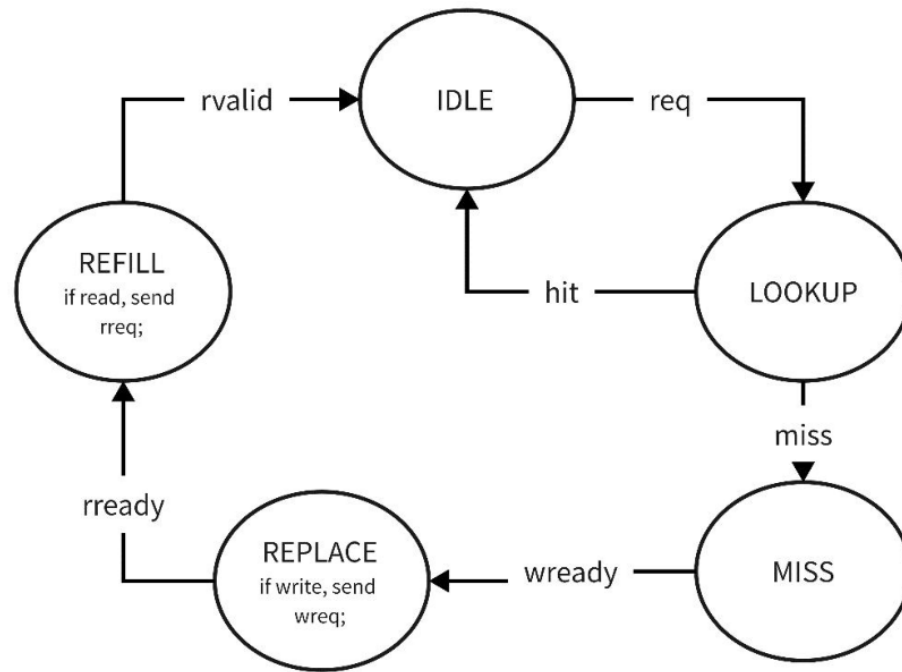 rvalid
IDLE
req
REFILL
if read, send
rreq;
hit
LOOKUP
miss
rready
REPLACE
if write, send
wreq;
wready
MISS